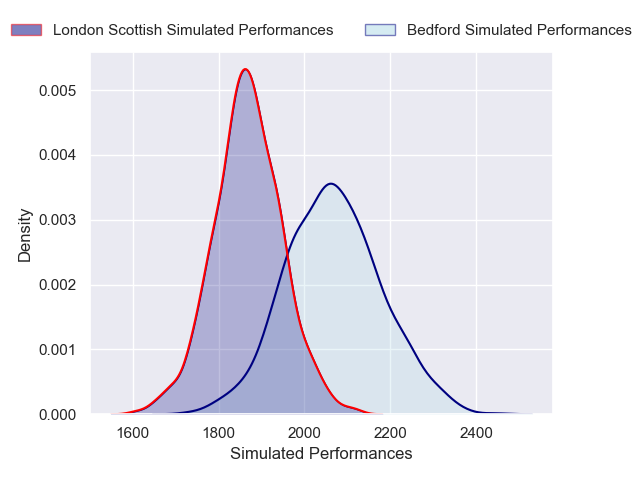 London Scottish Simulated Performances
Bedford Simulated Performances
0.005
0.004
0.003
0.002
0.001
0.000
Density
1600
1800
2000
2200
2400
Simulated Performances